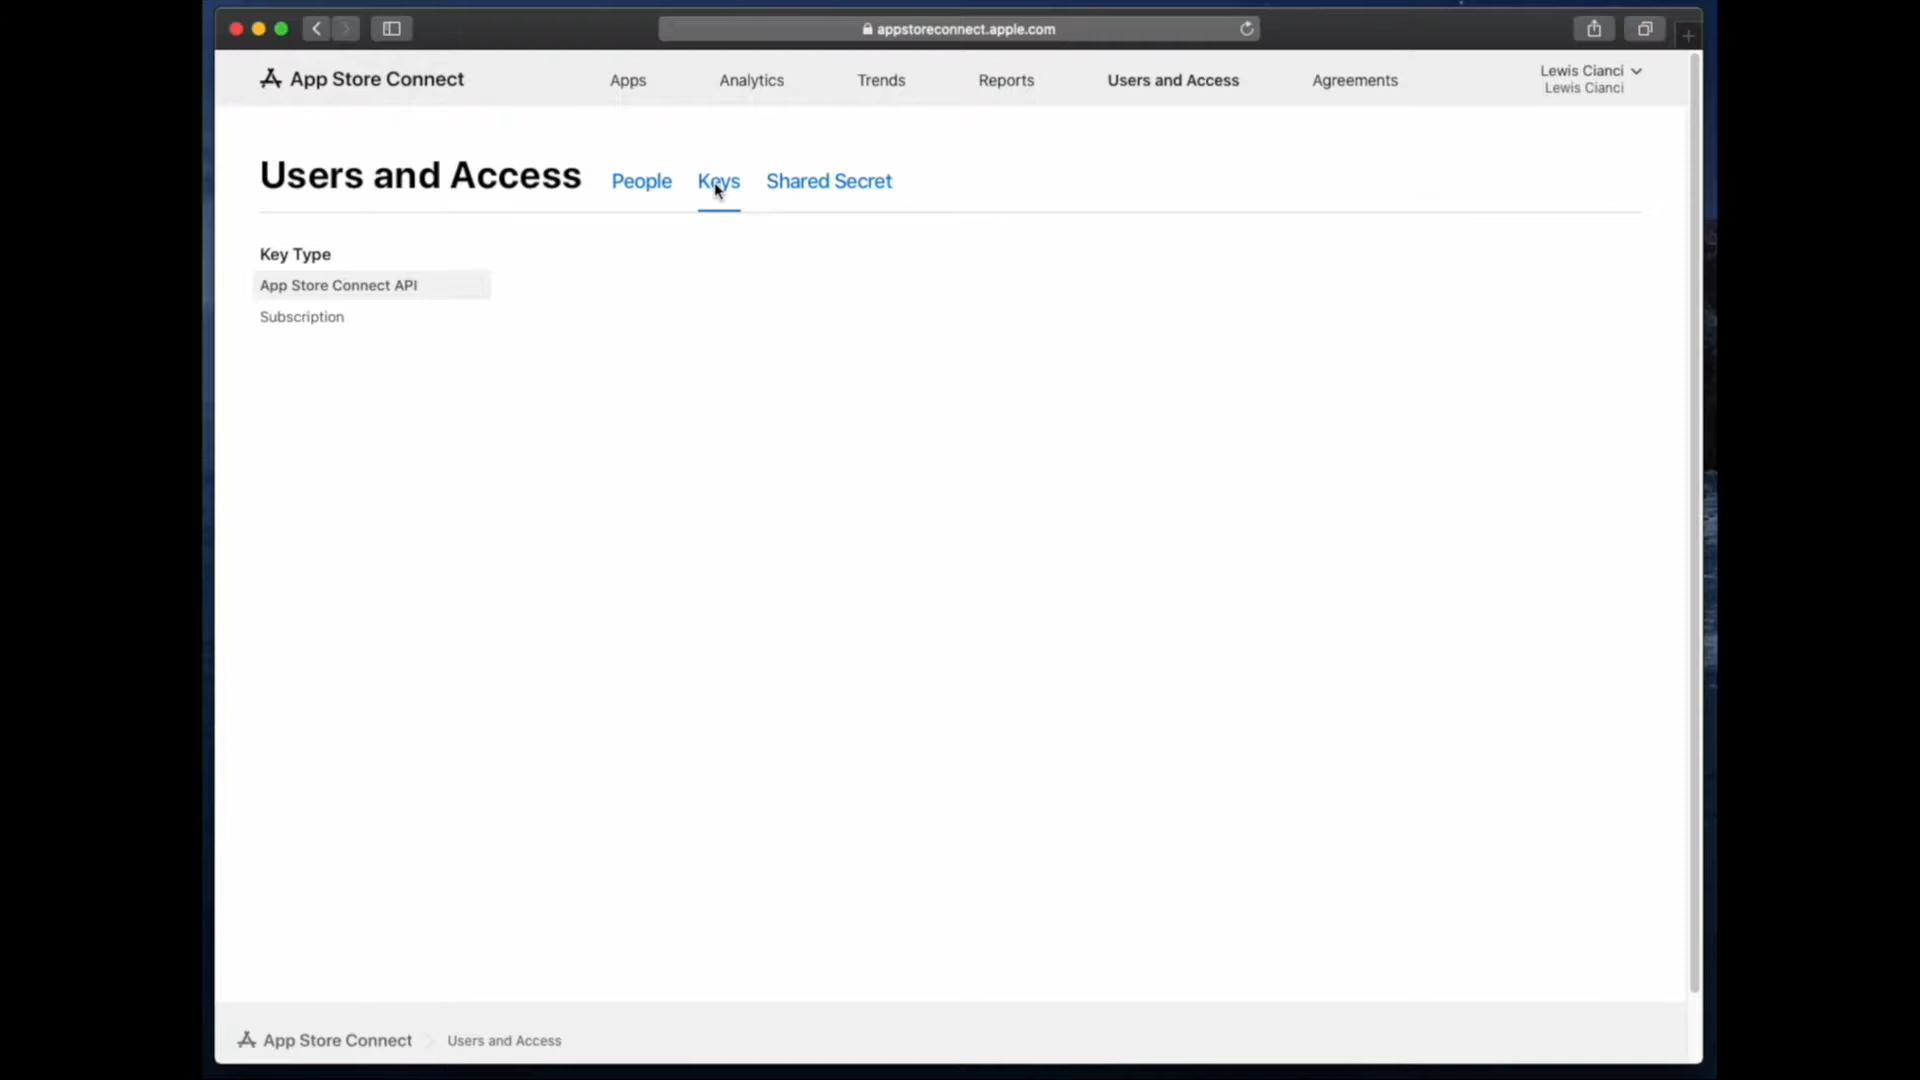 appstoreconnect.apple.com
App Store Connect
Apps
Analytics
Trends
Reports
Users and Access
Agreements
Lewis Cianci
Lewis Cianci
Users and Access
People
Keys
Shared Secret
Key Type
App Store Connect API
Subscription
App Store Connect
Users and Access